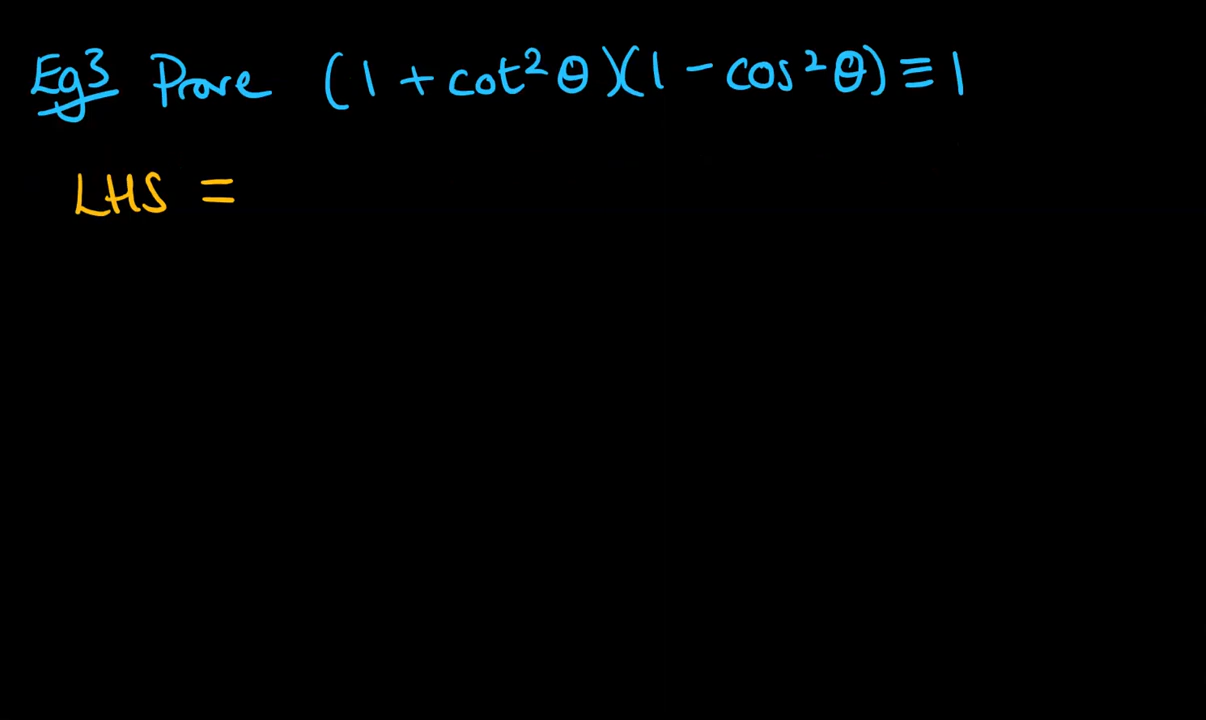 Eg3 Prove (1 + cot²θ)(1 - cos²θ) ≡ 1
LHS =